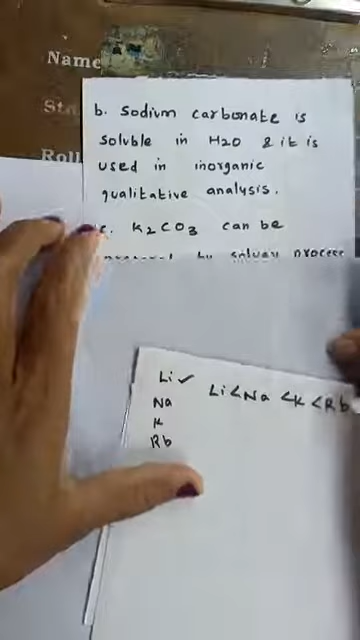 Name
Roll
b. Sodium carbonate is
soluble in H2O & it is
used in inorganic
qualitative analysis.
c. K2CO3 can be
by solvay process
Li ✓
Na
K
Rb
Li < Na < K < Rb